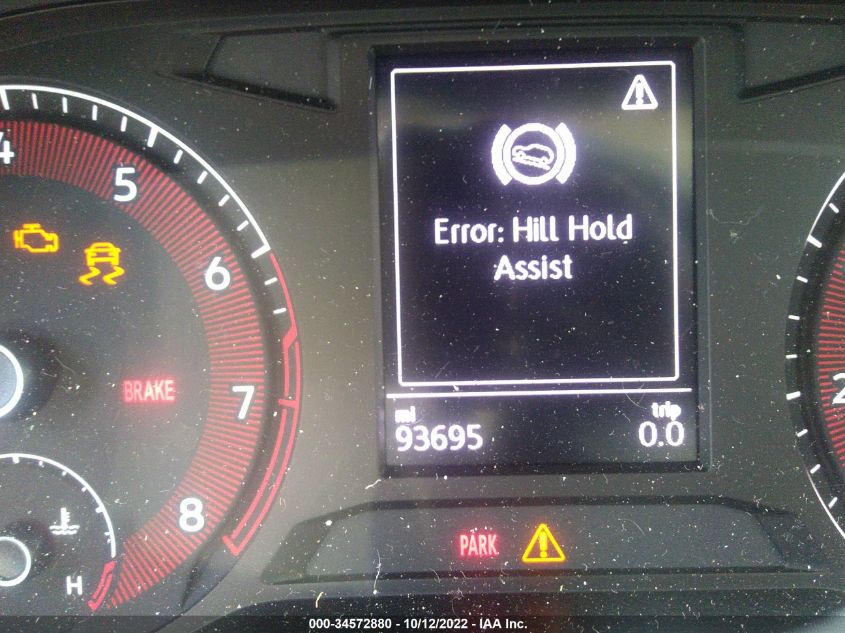 4
5
6
7
8
H
BRAKE
Error: Hill Hold
Assist
mi
93695
trip
0.0
2
PARK
000-34572880 - 10/12/2022 - IAA Inc.